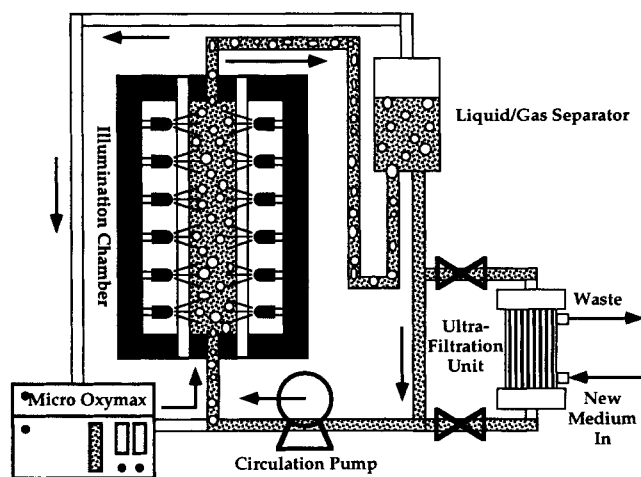 Illumination Chamber
Liquid/Gas Separator
Waste
Ultra-
Filtration
Unit
New
Medium
In
Micro Oxymax
Circulation Pump